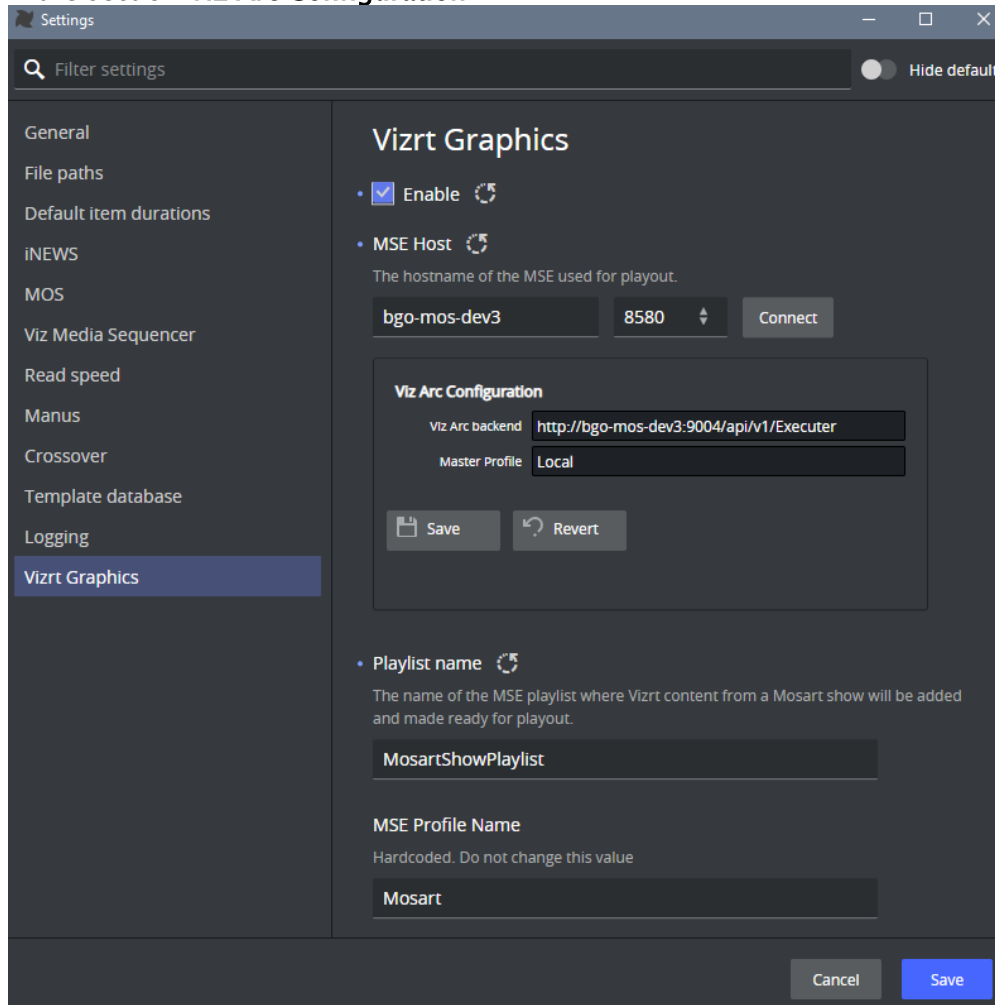 Settings
Filter settings
Hide default
General
File paths
Default item durations
iNEWS
MOS
Viz Media Sequencer
Read speed
Manus
Crossover
Template database
Logging
Vizrt Graphics
Vizrt Graphics
Enable
MSE Host
The hostname of the MSE used for playout.
bgo-mos-dev3 8580 Connect
Viz Arc Configuration
Viz Arc backend http://bgo-mos-dev3:9004/api/v1/Executer
Master Profile Local
Save Revert
Playlist name
The name of the MSE playlist where Vizrt content from a Mosart show will be added
and made ready for playout.
MosartShowPlaylist
MSE Profile Name
Hardcoded. Do not change this value
Mosart
Cancel Save